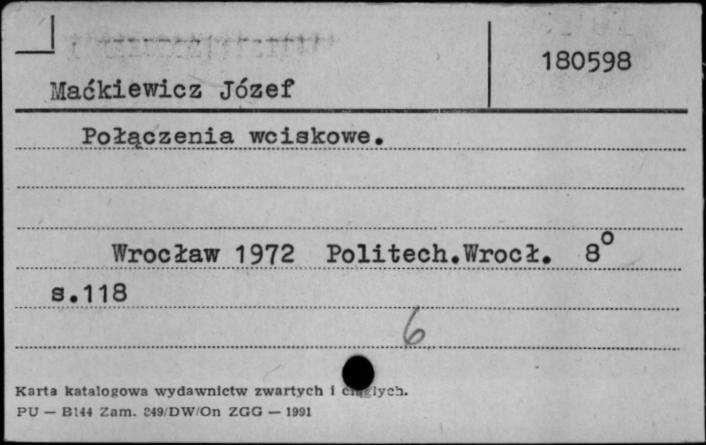 180598
Maćkiewicz Józef
Połączenia wciskowe.
Wrocław 1972 Politech.Wrocł. 8°
s.118
6
Karta katalogowa wydawnictw zwartych i ciągłych.
PU — B144 Zam. 849/DW/On ZGG — 1991